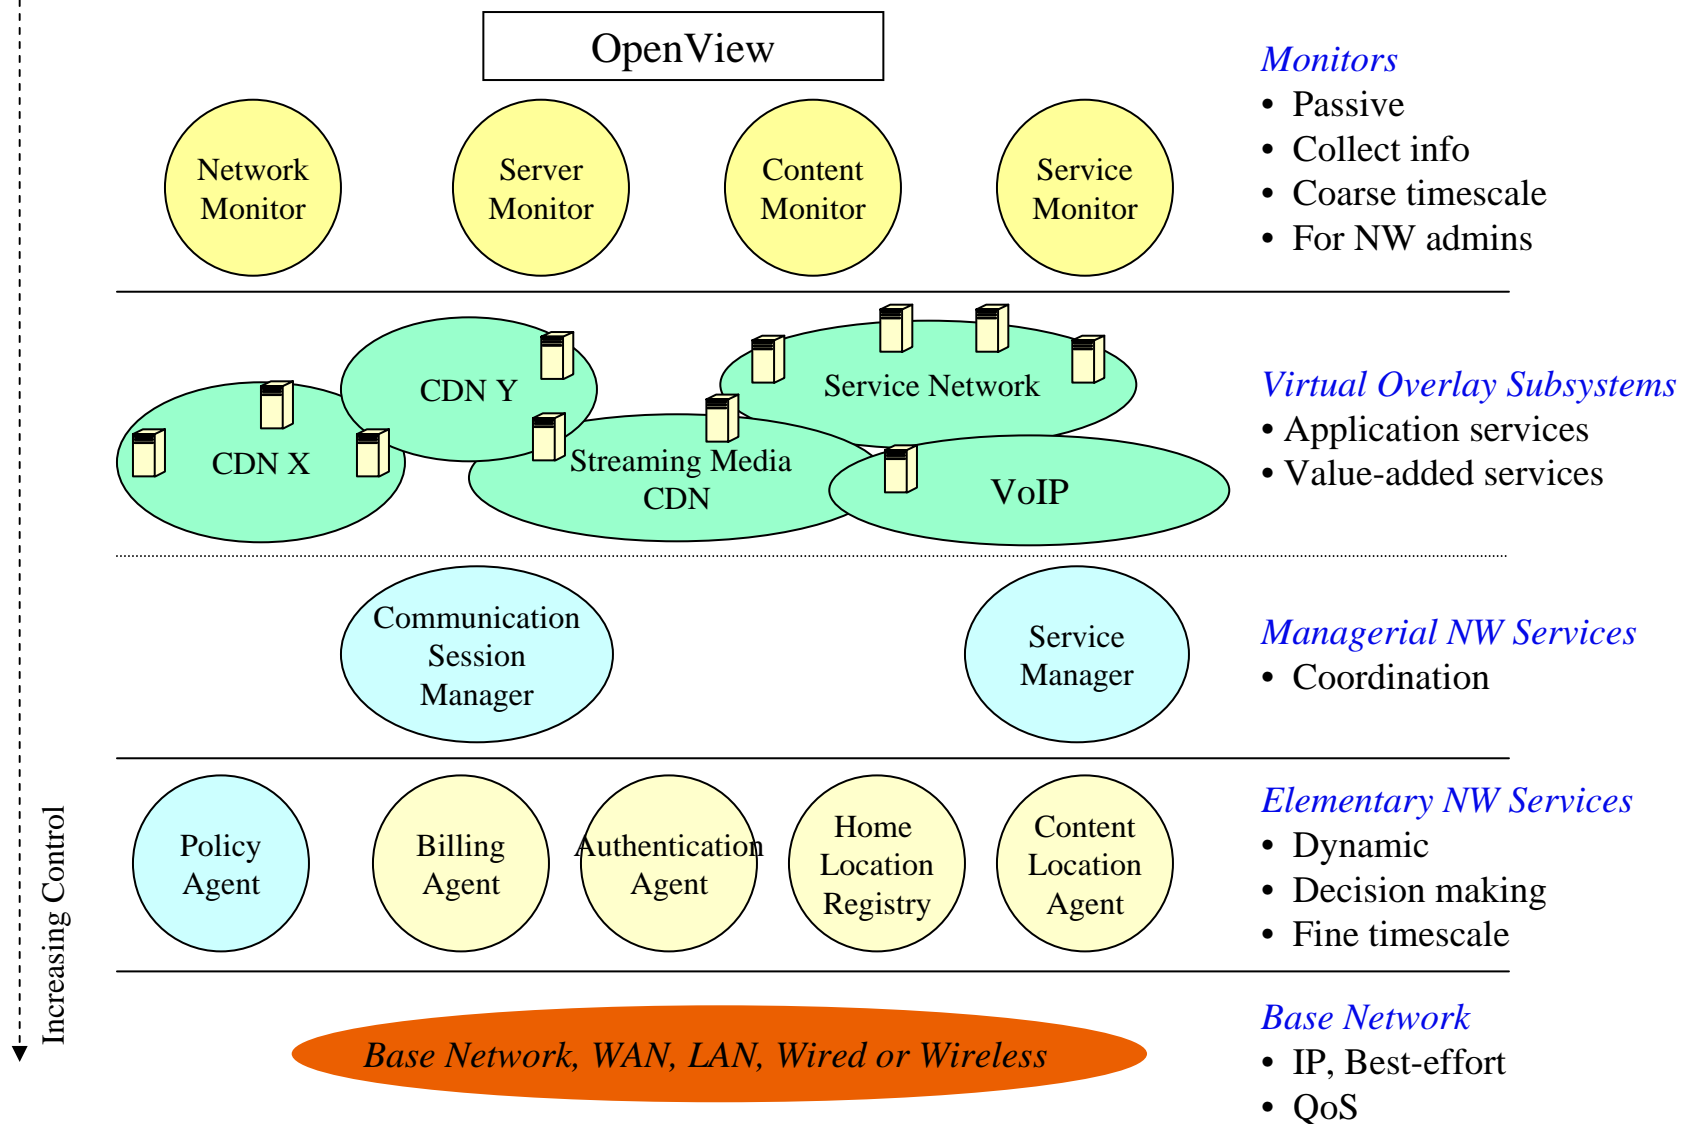 OpenView
Monitors
• Passive
• Collect info
• Coarse timescale
• For NW admins
Network
Monitor
Server
Monitor
Content
Monitor
Service
Monitor
CDN X
CDN Y
Streaming Media
CDN
Service Network
VoIP
Virtual Overlay Subsystems
• Application services
• Value-added services
Communication
Session
Manager
Service
Manager
Managerial NW Services
• Coordination
Policy
Agent
Billing
Agent
Authentication
Agent
Home
Location
Registry
Content
Location
Agent
Elementary NW Services
• Dynamic
• Decision making
• Fine timescale
Increasing Control
Base Network, WAN, LAN, Wired or Wireless
Base Network
• IP, Best-effort
• QoS